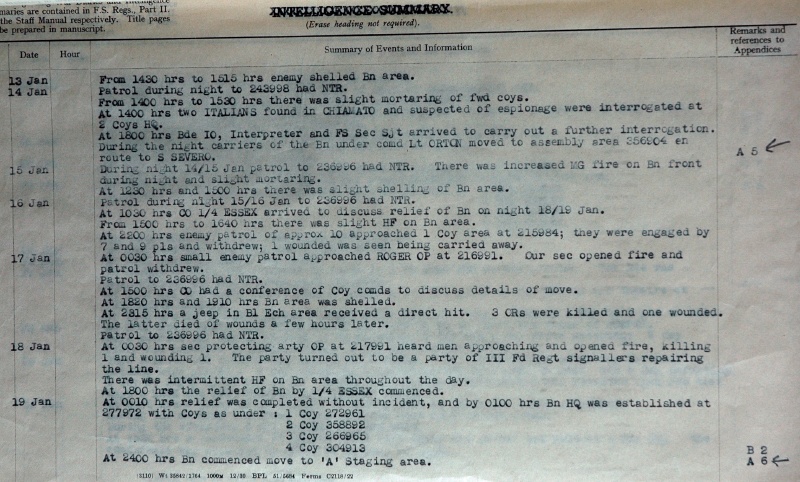 maries are contained in F.S. Regs., Part II.
the Staff Manual respectively. Title pages
be prepared in manuscript.
INTELLIGENCE SUMMARY.
(Erase heading not required).
Date
Hour
Summary of Events and Information
Remarks and
references to
Appendices
13 Jan From 1430 hrs to 1515 hrs enemy shelled Bn area.
14 Jan Patrol during night to 243998 had NTR.
From 1400 hrs to 1530 hrs there was slight mortaring of fwd coys.
At 1400 hrs two ITALIANS found in CHIAMATO and suspected of espionage were interrogated at
2 Coys HQ.
At 1800 hrs Bde IO, Interpreter and FS Sec Sjt arrived to carry out a further interrogation.
During the night carriers of the Bn under comd Lt ORTON moved to assembly area 356904 en
route to S SEVERO.
A 5
15 Jan During night 14/15 Jan patrol to 236996 had NTR. There was increased MG fire on Bn front
during night and slight mortaring.
At 1230 hrs and 1500 hrs there was slight shelling of Bn area.
16 Jan Patrol during night 15/16 Jan to 236996 had NTR.
At 1030 hrs CO 1/4 ESSEX arrived to discuss relief of Bn on night 18/19 Jan.
From 1500 hrs to 1640 hrs there was slight HF on Bn area.
At 2200 hrs enemy patrol of approx 10 approached 1 Coy area at 215984; they were engaged by
7 and 9 pls and withdrew; 1 wounded was seen being carried away.
17 Jan At 0030 hrs small enemy patrol approached ROGER OP at 216991. Our sec opened fire and
patrol withdrew.
Patrol to 236996 had NTR.
At 1500 hrs CO had a conference of Coy comds to discuss details of move.
At 1820 hrs and 1910 hrs Bn area was shelled.
At 2315 hrs a jeep in B1 Ech area received a direct hit. 3 ORs were killed and one wounded.
The latter died of wounds a few hours later.
Patrol to 236996 had NTR.
18 Jan At 0030 hrs sec protecting arty OP at 217991 heard men approaching and opened fire, killing
1 and wounding 1. The party turned out to be a party of III Fd Regt signallers repairing
the line.
There was intermittent HF on Bn area throughout the day.
At 1800 hrs the relief of Bn by 1/4 ESSEX commenced.
19 Jan At 0010 hrs relief was completed without incident, and by 0100 hrs Bn HQ was established at
277972 with Coys as under : 1 Coy 272961
2 Coy 358892
3 Coy 266965
4 Coy 304913
At 2400 hrs Bn commenced move to 'A' Staging area.
B 2
A 6
(3110) Wt 35842/1764 1000M 12/39 BPL 51/5684 Forms C2118/22